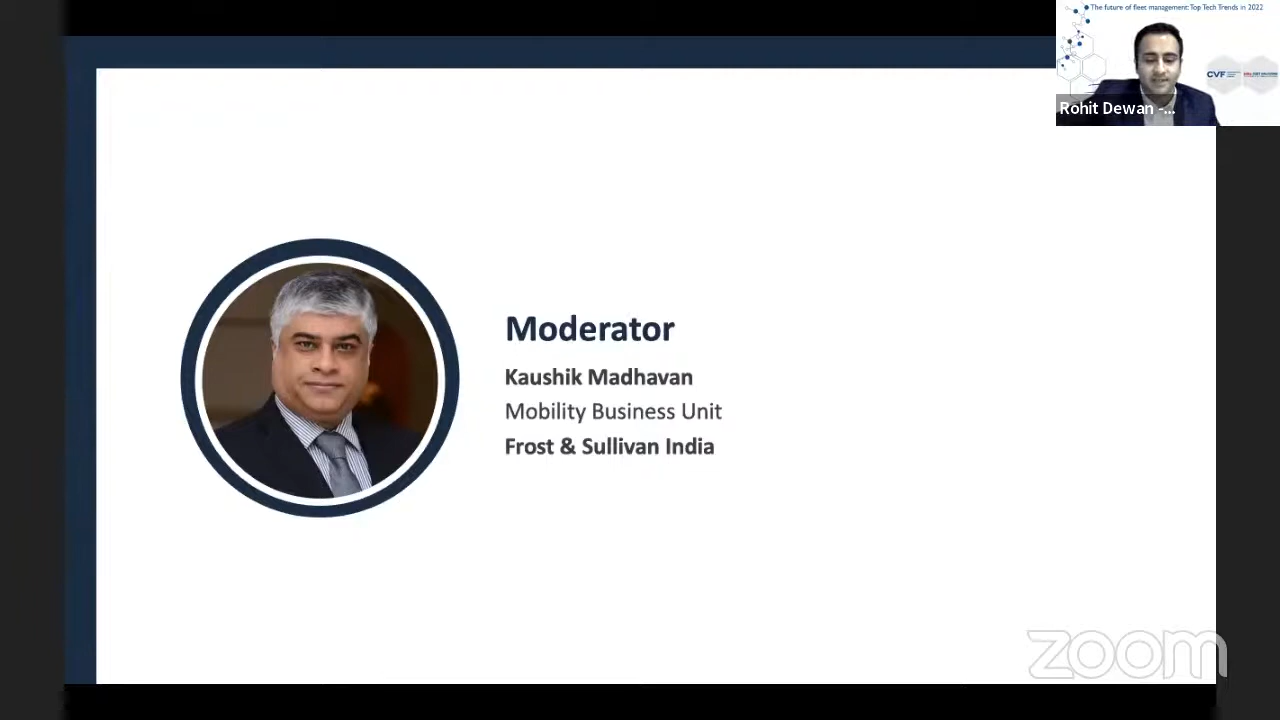 The future of fleet management: Top Tech Trends in 2022
CVF
Rohit Dewan -...
Moderator
Kaushik Madhavan
Mobility Business Unit
Frost & Sullivan India
zoom